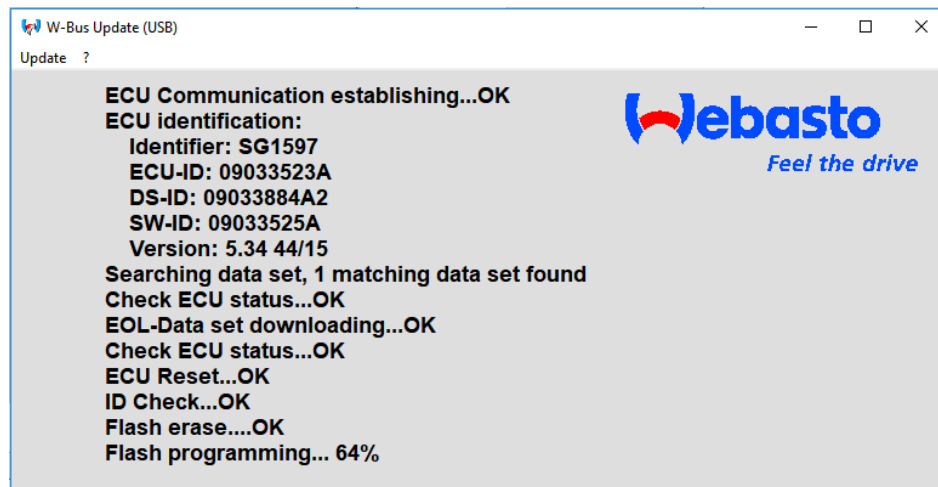 W-Bus Update (USB)
Update ?
ECU Communication establishing...OK
ECU identification:
Identifier: SG1597
ECU-ID: 09033523A
DS-ID: 09033884A2
SW-ID: 09033525A
Version: 5.34 44/15
Searching data set, 1 matching data set found
Check ECU status...OK
EOL-Data set downloading...OK
Check ECU status...OK
ECU Reset...OK
ID Check...OK
Flash erase....OK
Flash programming... 64%
Webasto
Feel the drive